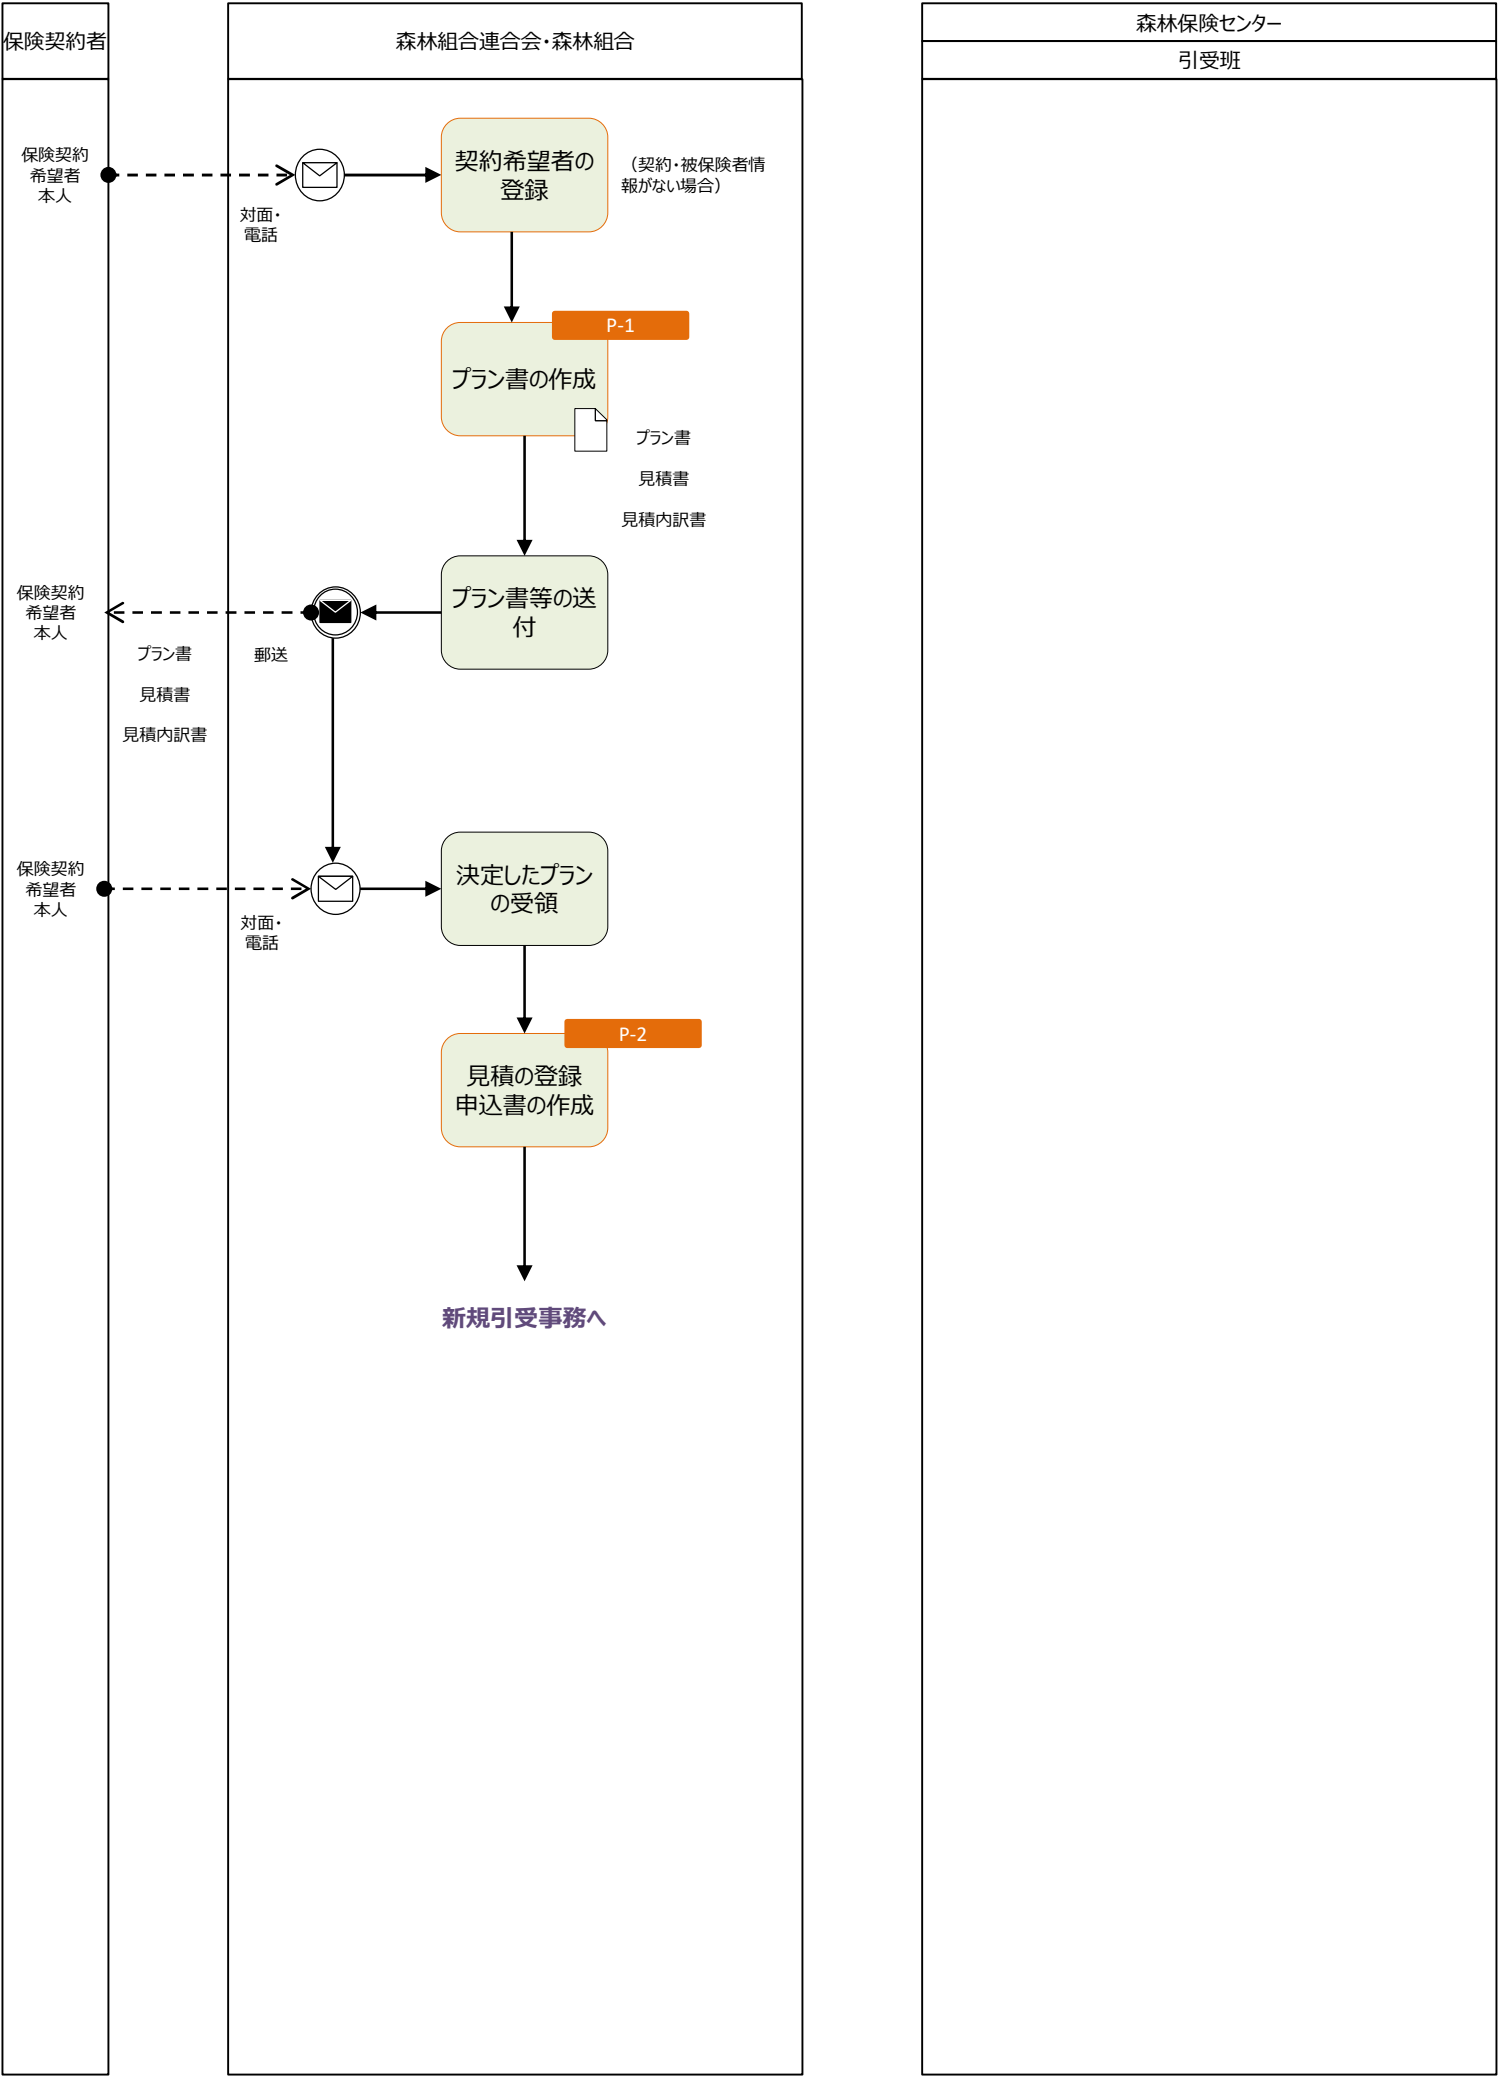 保険契約者
森林組合連合会・森林組合
森林保険センター
引受班
保険契約
希望者
本人
対面・
電話
契約希望者の
登録
（契約・被保険者情
報がない場合）
P-1
プラン書の作成
プラン書
見積書
見積内訳書
保険契約
希望者
本人
プラン書
見積書
見積内訳書
郵送
プラン書等の送
付
保険契約
希望者
本人
対面・
電話
決定したプラン
の受領
P-2
見積の登録
申込書の作成
新規引受事務へ